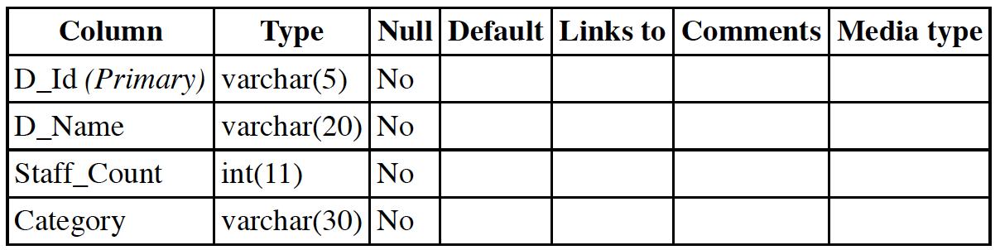 Column Type Null Default Links to Comments Media type
D_Id (Primary) varchar(5) No
D_Name varchar(20) No
Staff_Count int(11) No
Category varchar(30) No